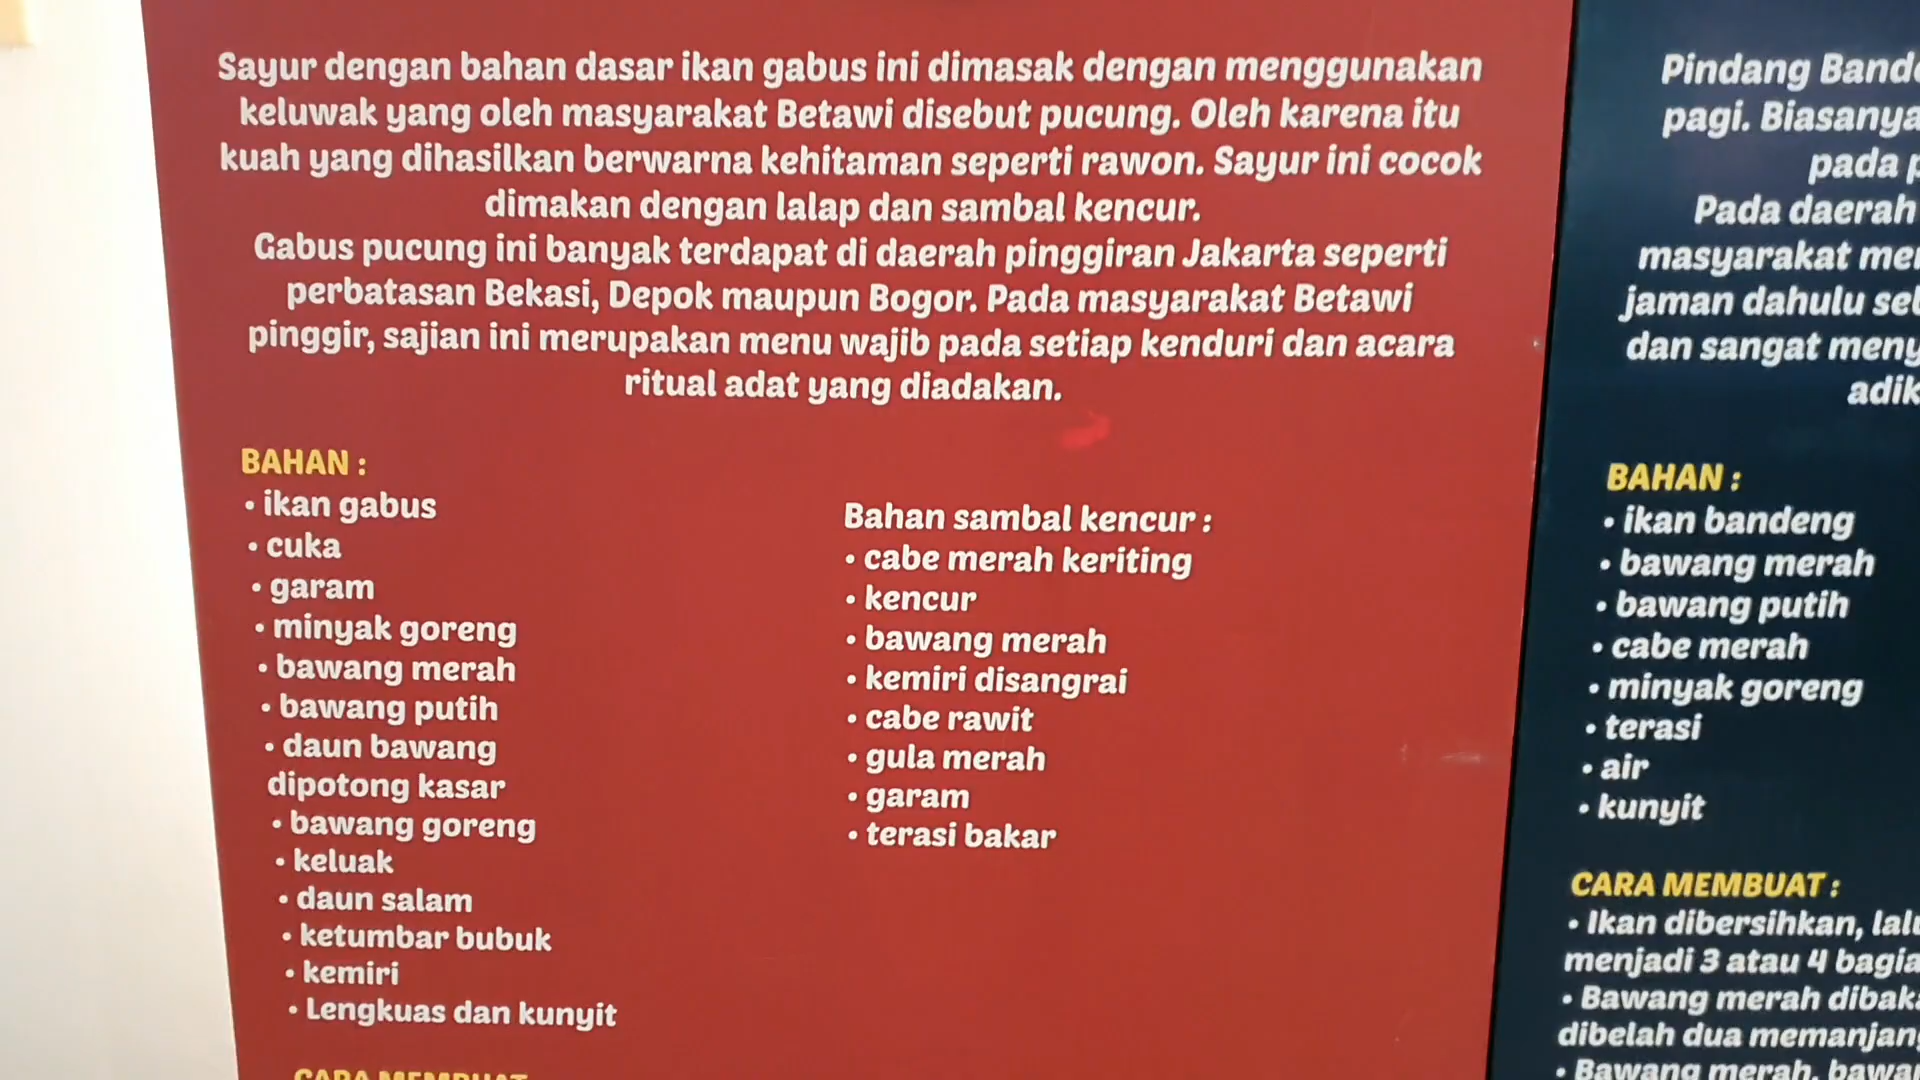 Sayur dengan bahan dasar ikan gabus ini dimasak dengan menggunakan
keluwak yang oleh masyarakat Betawi disebut pucung. Oleh karena itu
kuah yang dihasilkan berwarna kehitaman seperti rawon. Sayur ini cocok
dimakan dengan lalap dan sambal kencur.
Gabus pucung ini banyak terdapat di daerah pinggiran Jakarta seperti
perbatasan Bekasi, Depok maupun Bogor. Pada masyarakat Betawi
pinggir, sajian ini merupakan menu wajib pada setiap kenduri dan acara
ritual adat yang diadakan.
BAHAN :
• ikan gabus
• cuka
• garam
• minyak goreng
• bawang merah
• bawang putih
• daun bawang
dipotong kasar
• bawang goreng
• keluak
• daun salam
• ketumbar bubuk
• kemiri
• Lengkuas dan kunyit
CARA MEMBUAT
Bahan sambal kencur :
• cabe merah keriting
• kencur
• bawang merah
• kemiri disangrai
• cabe rawit
• gula merah
• garam
• terasi bakar
Pindang
pagi. Biasanya
pada
Pada daerah
masyarakat
jaman dahulu
dan sangat
BAHAN :
• ikan bandeng
• bawang merah
• bawang putih
• cabe merah
• minyak goreng
• terasi
• air
• kunyit
CARA MEMBUAT :
• Ikan dibersihkan,
menjadi 3 atau 4
• Bawang merah
dibelah dua
• Bawang merah,